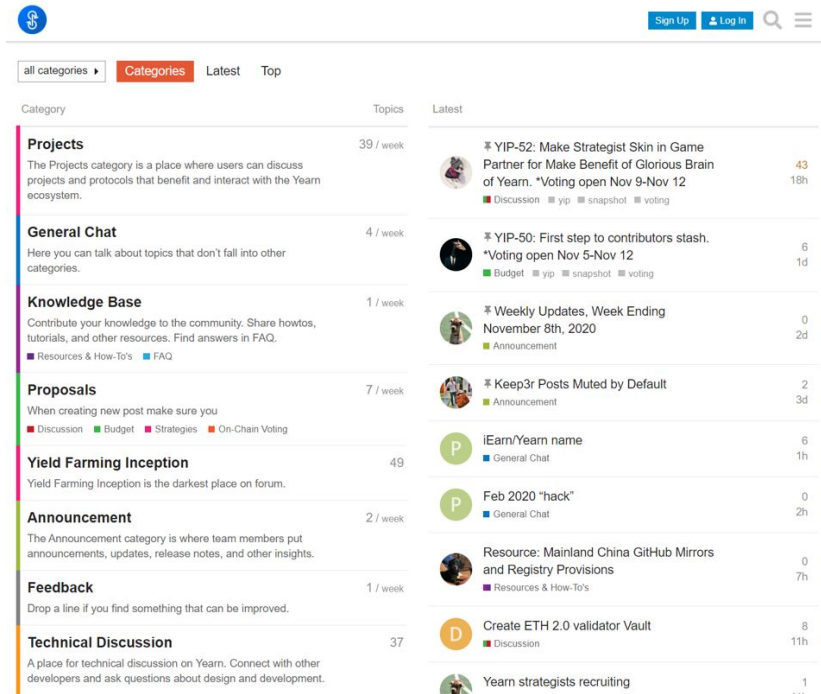 Sign Up
Log In
all categories
Categories
Latest
Top
Category
Topics
Projects
39 / week
The Projects category is a place where users can discuss
projects and protocols that benefit and interact with the Yearn
ecosystem.
General Chat
4 / week
Here you can talk about topics that don't fall into other
categories.
Knowledge Base
1 / week
Contribute your knowledge to the community. Share howtos,
tutorials, and other resources. Find answers in FAQ.
Resources & How-To's
FAQ
Proposals
7 / week
When creating new post make sure you
Discussion
Budget
Strategies
On-Chain Voting
Yield Farming Inception
49
Yield Farming Inception is the darkest place on forum.
Announcement
2 / week
The Announcement category is where team members put
announcements, updates, release notes, and other insights.
Feedback
1 / week
Drop a line if you find something that can be improved.
Technical Discussion
37
A place for technical discussion on Yearn. Connect with other
developers and ask questions about design and development.
Latest
YIP-52: Make Strategist Skin in Game
Partner for Make Benefit of Glorious Brain
of Yearn. *Voting open Nov 9-Nov 12
Discussion yip snapshot voting
43
18h
YIP-50: First step to contributors stash.
*Voting open Nov 5-Nov 12
Budget yip snapshot voting
6
1d
Weekly Updates, Week Ending
November 8th, 2020
Announcement
0
2d
Keep3r Posts Muted by Default
Announcement
2
3d
P
iEarn/Yearn name
General Chat
6
1h
P
Feb 2020 “hack”
General Chat
0
2h
Resource: Mainland China GitHub Mirrors
and Registry Provisions
Resources & How-To's
0
7h
D
Create ETH 2.0 validator Vault
Discussion
8
11h
Yearn strategists recruiting
1